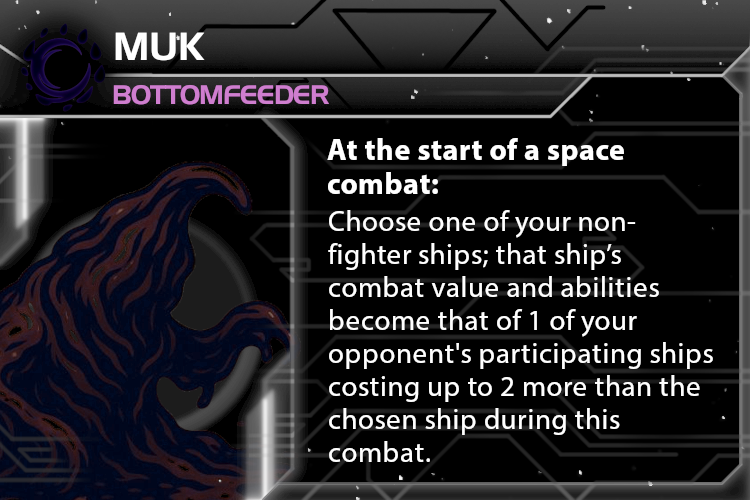 MUK
BOTTOMFEEDER
At the start of a space
combat:
Choose one of your non-
fighter ships; that ship’s
combat value and abilities
become that of 1 of your
opponent's participating ships
costing up to 2 more than the
chosen ship during this
combat.